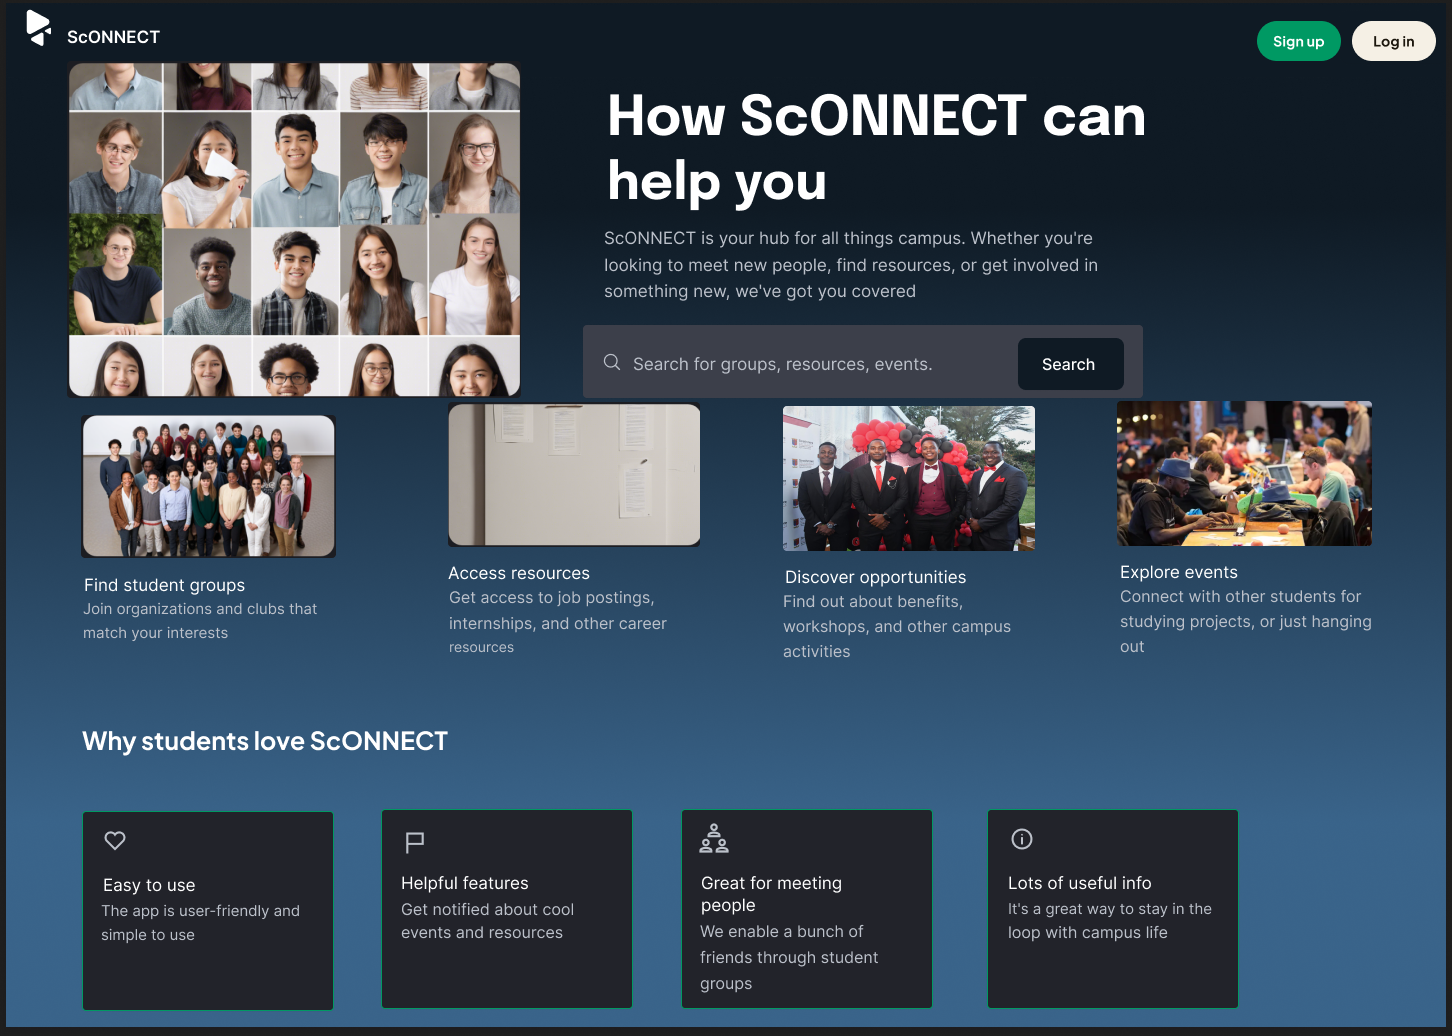 ScONNECT
Sign up
Log in
How ScONNECT can
help you
ScONNECT is your hub for all things campus. Whether you're
looking to meet new people, find resources, or get involved in
something new, we've got you covered
Search for groups, resources, events.
Search
Find student groups
Join organizations and clubs that
match your interests
Access resources
Get access to job postings,
internships, and other career
resources
Discover opportunities
Find out about benefits,
workshops, and other campus
activities
Explore events
Connect with other students for
studying projects, or just hanging
out
Why students love ScONNECT
Easy to use
The app is user-friendly and
simple to use
Helpful features
Get notified about cool
events and resources
Great for meeting
people
We enable a bunch of
friends through student
groups
Lots of useful info
It's a great way to stay in the
loop with campus life